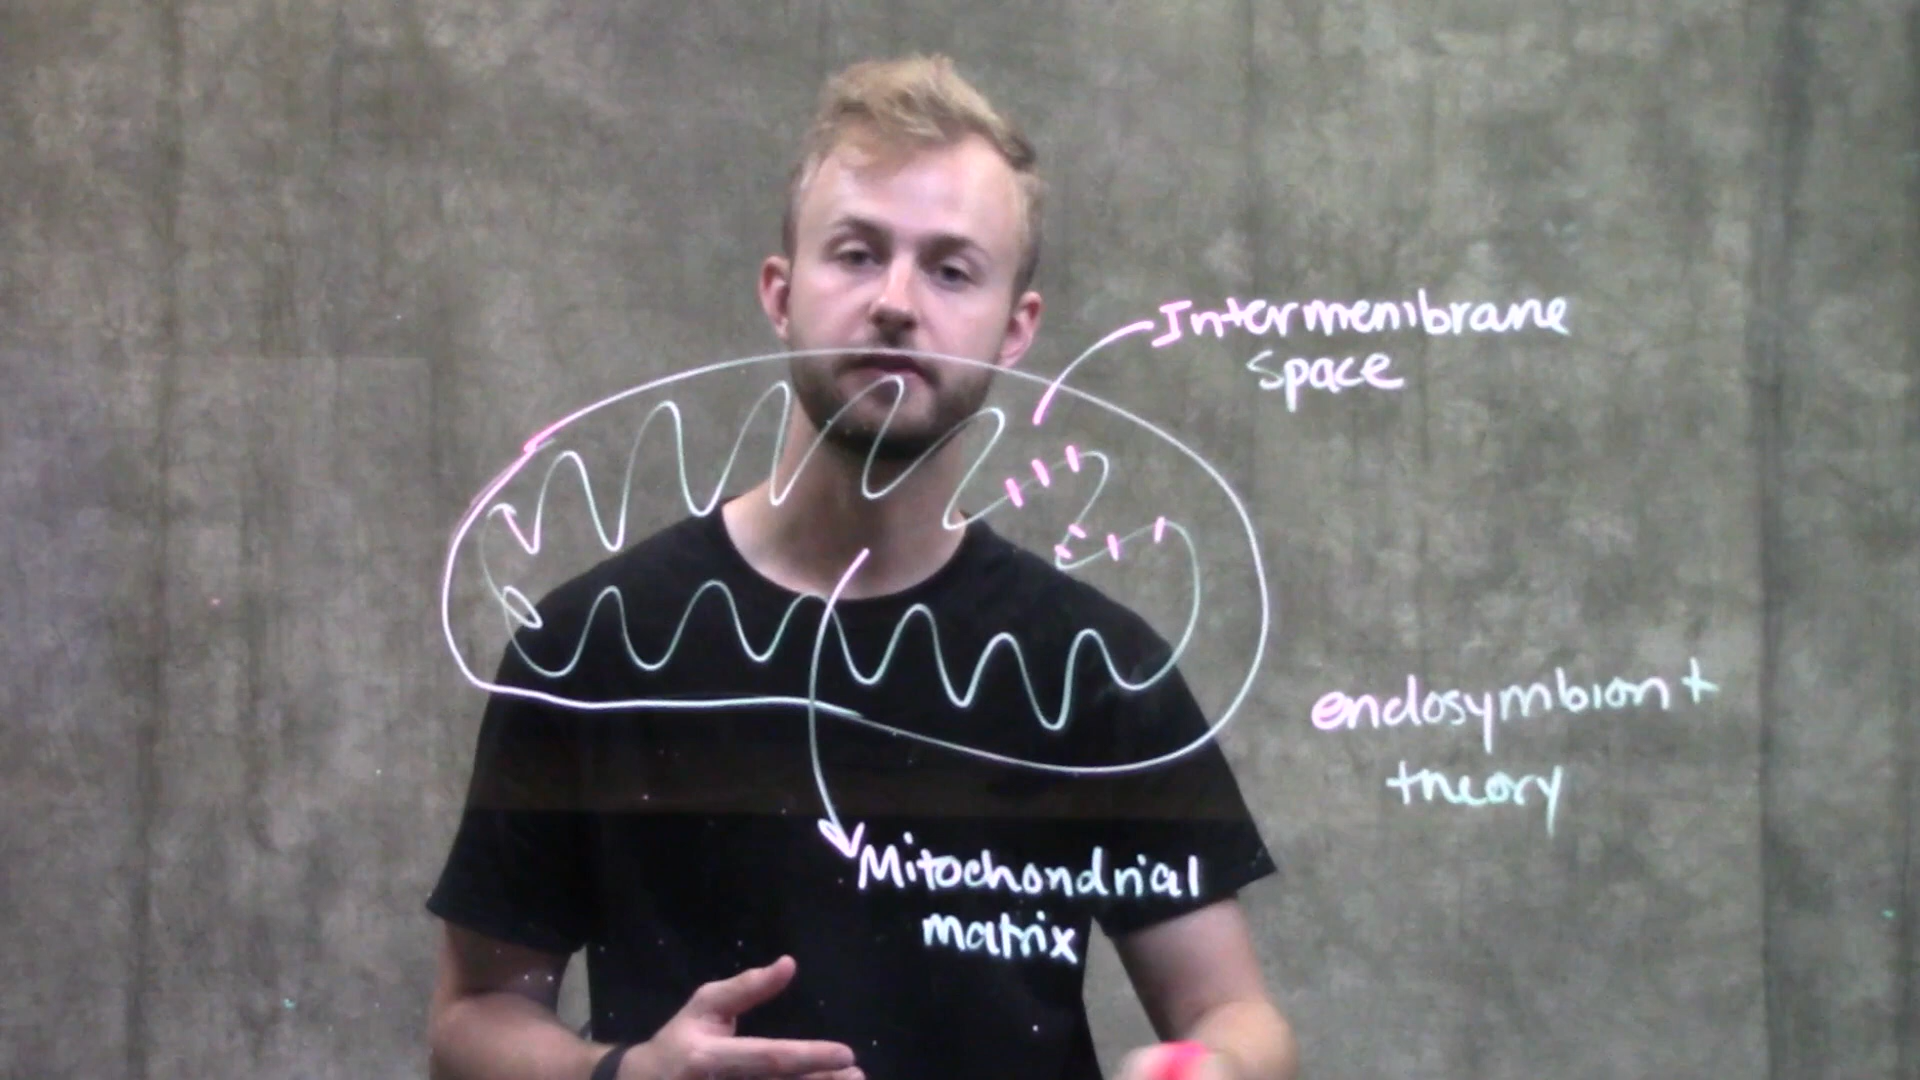 Intermembrane
space
endosymbiont
theory
Mitochondrial
matrix